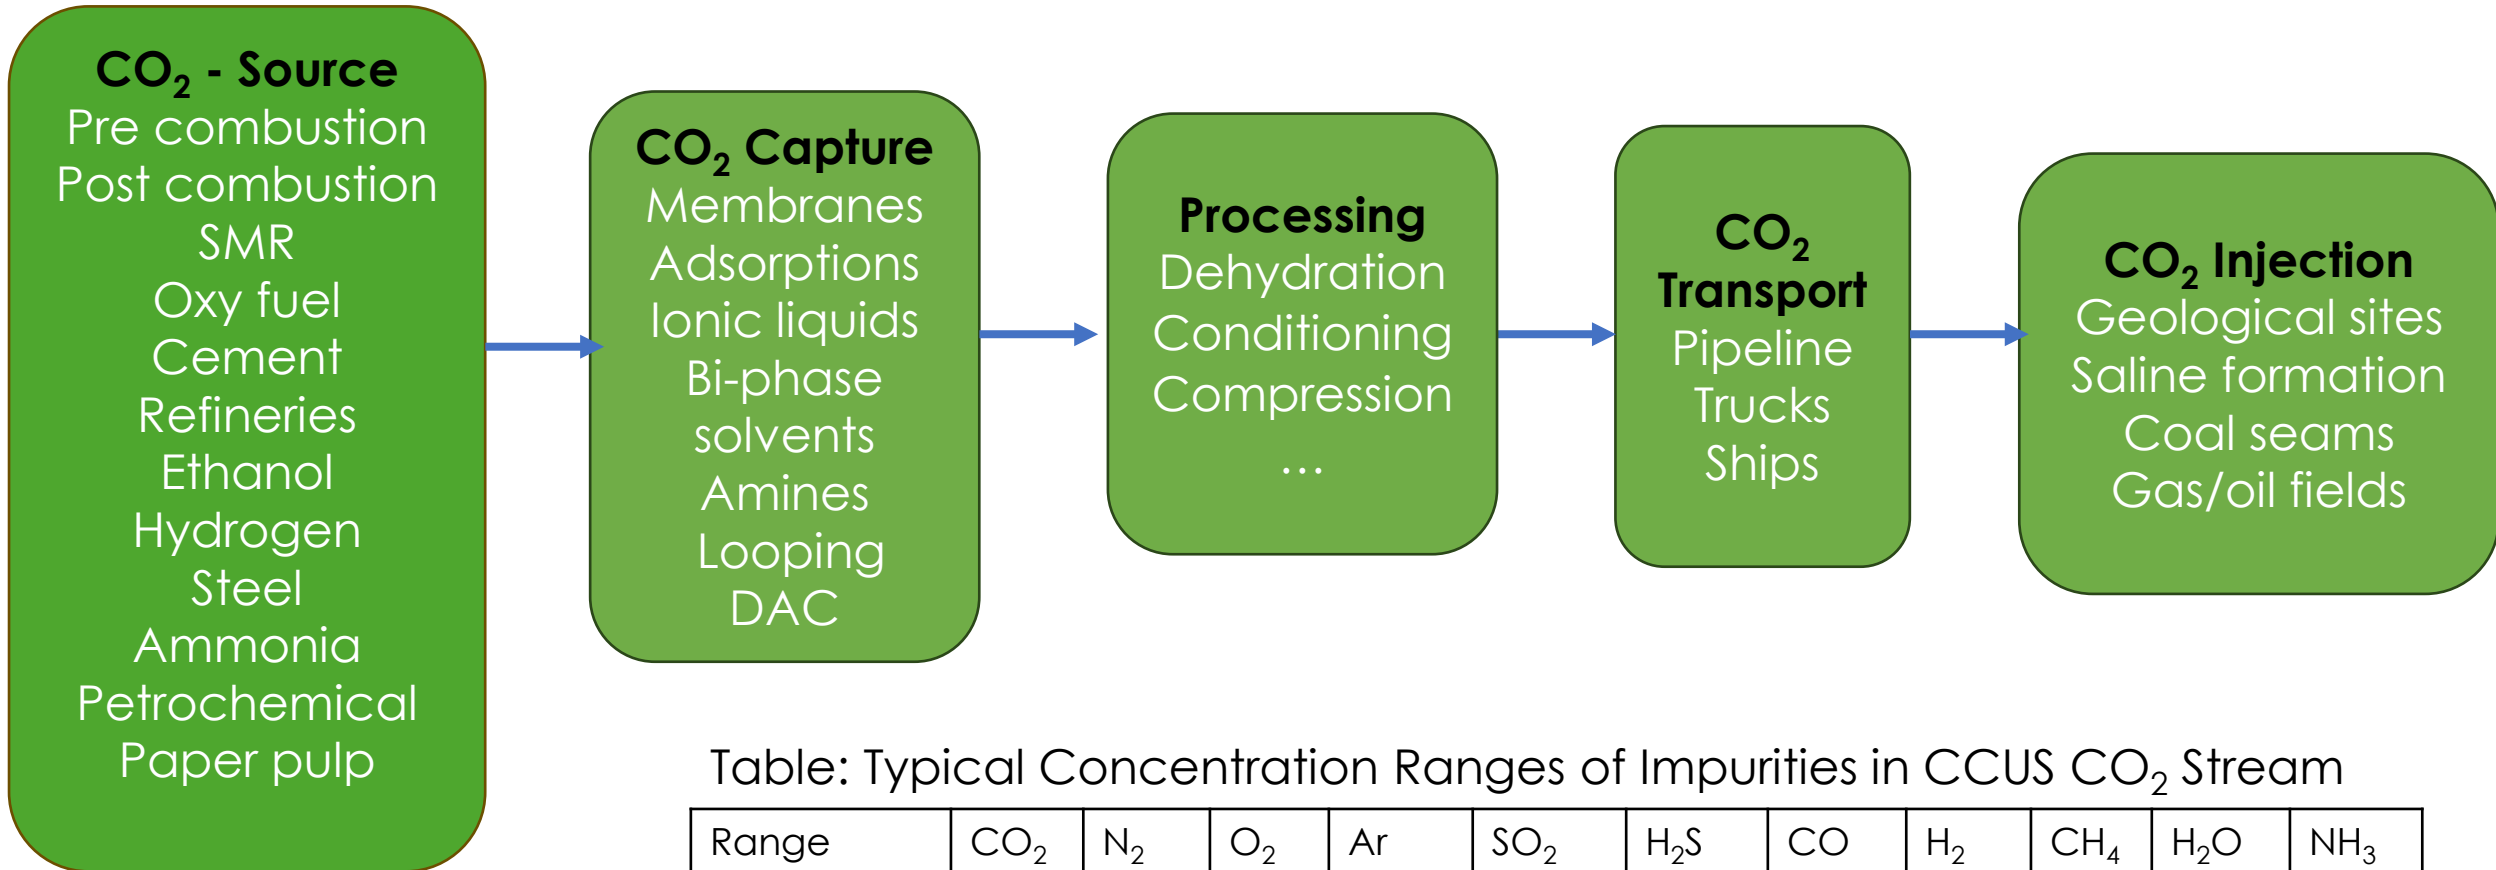 CO₂ - Source
Pre combustion
Post combustion
SMR
Oxy fuel
Cement
Refineries
Ethanol
Hydrogen
Steel
Ammonia
Petrochemical
Paper pulp
CO₂ Capture
Membranes
Adsorptions
Ionic liquids
Bi-phase
solvents
Amines
Looping
DAC
Processing
Dehydration
Conditioning
Compression
...
CO₂
Transport
Pipeline
Trucks
Ships
CO₂ Injection
Geological sites
Saline formation
Coal seams
Gas/oil fields
Table: Typical Concentration Ranges of Impurities in CCUS CO₂ Stream
Range CO₂ N₂ O₂ Ar SO₂ H₂S CO H₂ CH₄ H₂O NH₃